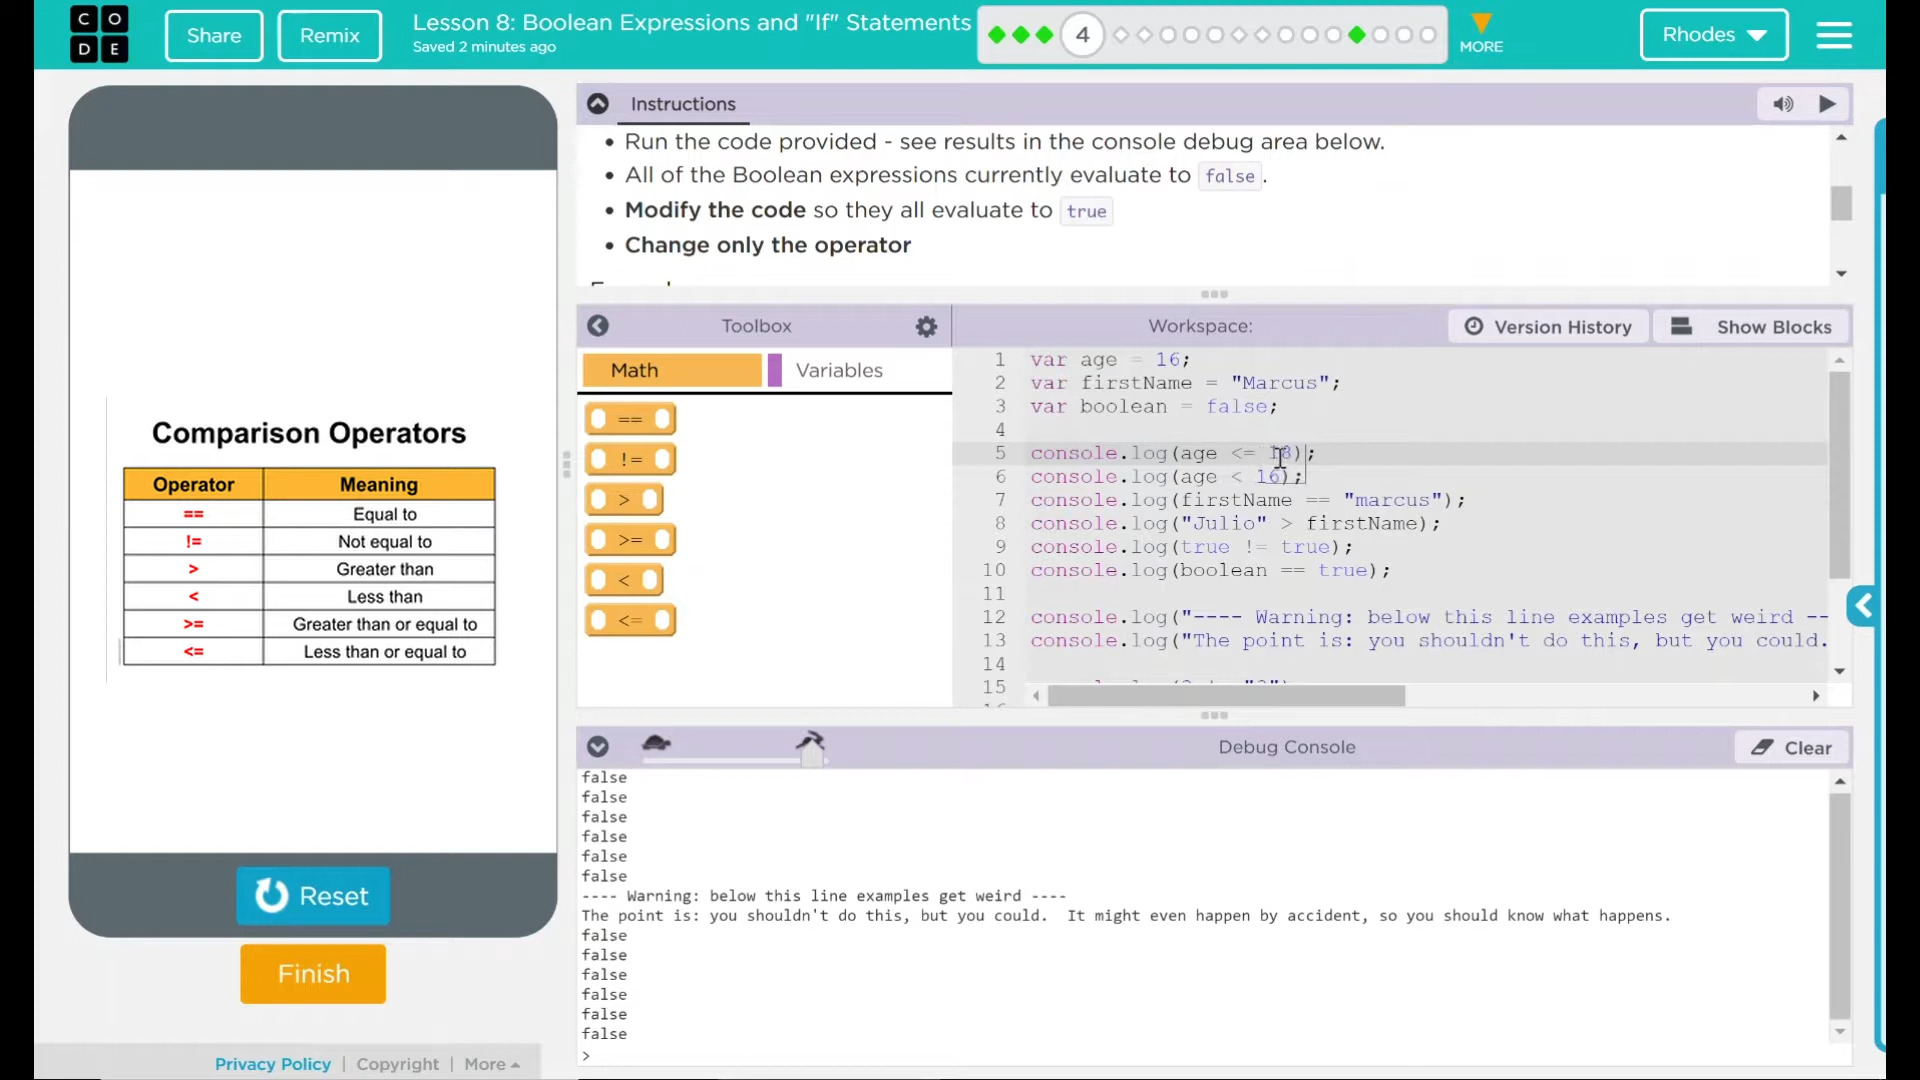 C O
D E
Share
Remix
Lesson 8: Boolean Expressions and "If" Statements
Saved 2 minutes ago
4
MORE
Rhodes
Instructions
Run the code provided - see results in the console debug area below.
All of the Boolean expressions currently evaluate to false.
Modify the code so they all evaluate to true
Change only the operator
Toolbox
Workspace:
Version History
Show Blocks
Math
Variables
==
!=
>
>=
<
<=
1 var age = 16;
2 var firstName = "Marcus";
3 var boolean = false;
4
5 console.log(age <= 18);
6 console.log(age < 16);
7 console.log(firstName == "marcus");
8 console.log("Julio" > firstName);
9 console.log(true != true);
10 console.log(boolean == true);
11
12 console.log("---- Warning: below this line examples get weird --
13 console.log("The point is: you shouldn't do this, but you could.
14
15
Comparison Operators
Operator Meaning
== Equal to
!= Not equal to
> Greater than
< Less than
>= Greater than or equal to
<= Less than or equal to
Reset
Finish
Debug Console
Clear
false
false
false
false
false
false
---- Warning: below this line examples get weird ----
The point is: you shouldn't do this, but you could.  It might even happen by accident, so you should know what happens.
false
false
false
false
false
false
>
Privacy Policy | Copyright | More